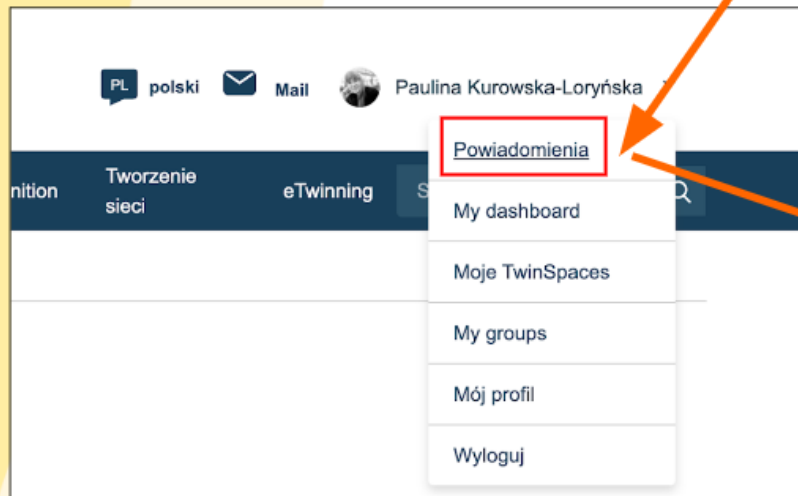 PL polski Mail Paulina Kurowska-Loryńska
Powiadomienia
nition
Tworzenie
sieci
eTwinning
S
My dashboard
Moje TwinSpaces
My groups
Mój profil
Wyloguj